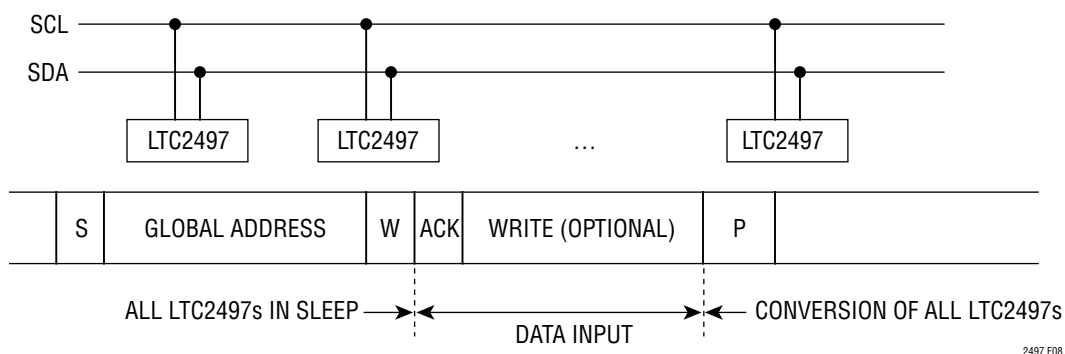 SCL
SDA
LTC2497 LTC2497 … LTC2497
S GLOBAL ADDRESS W ACK WRITE (OPTIONAL) P
ALL LTC2497s IN SLEEP DATA INPUT CONVERSION OF ALL LTC2497s
2497 F08